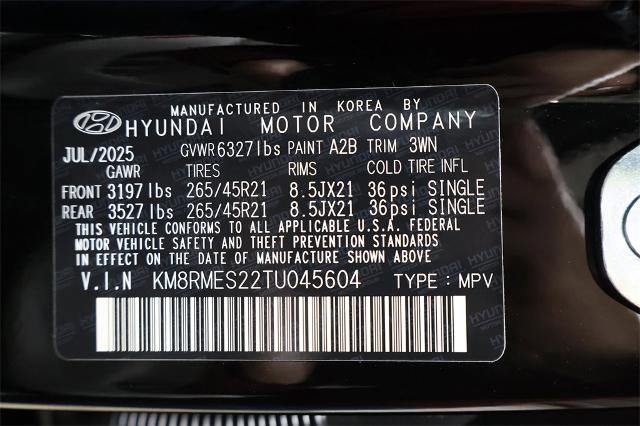 MANUFACTURED IN KOREA BY
HYUNDAI MOTOR COMPANY
JUL/2025 GVWR 6327lbs PAINT A2B TRIM 3WN
GAWR TIRES RIMS COLD TIRE INFL
FRONT 3197 lbs 265/45R21 8.5JX21 36psi SINGLE
REAR 3527 lbs 265/45R21 8.5JX21 36psi SINGLE
THIS VEHICLE CONFORMS TO ALL APPLICABLE U.S.A. FEDERAL
MOTOR VEHICLE SAFETY AND THEFT PREVENTION STANDARDS
IN EFFECT ON THE DATE OF MANUFACTURE SHOWN ABOVE.
V.I.N KM8RMES22TU045604 TYPE : MPV